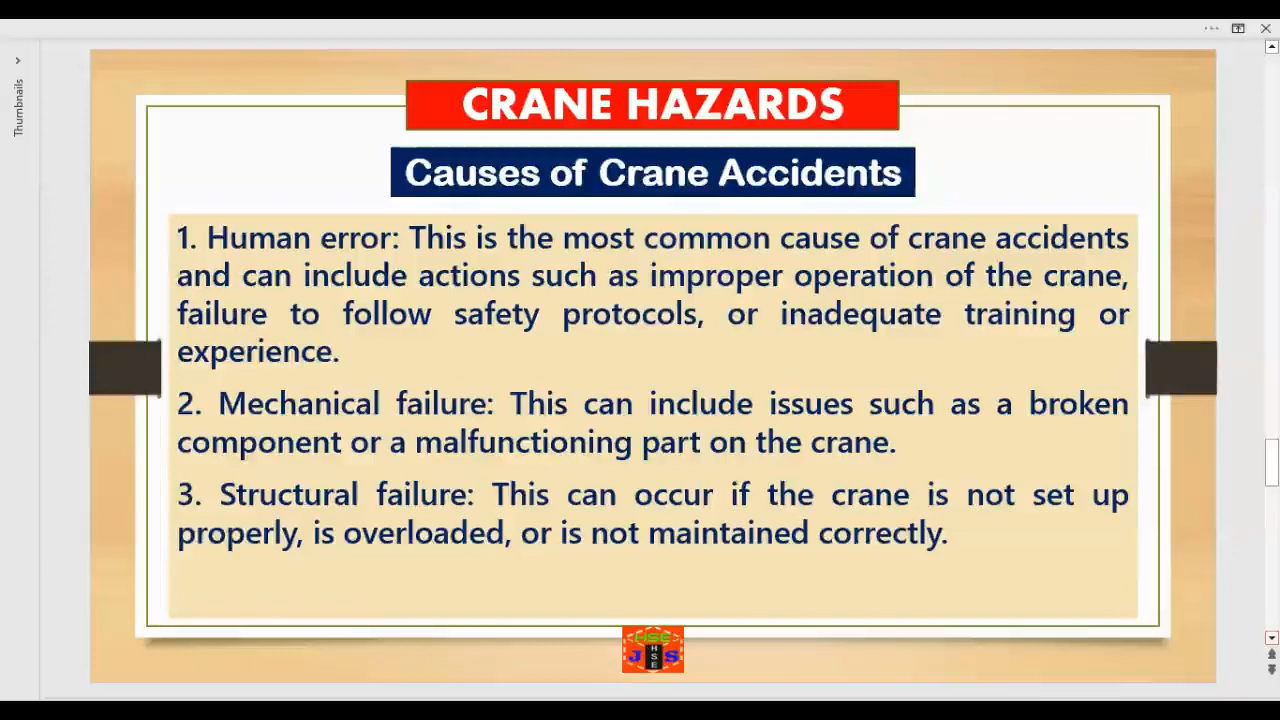 Thumbnails
CRANE HAZARDS
Causes of Crane Accidents
1. Human error: This is the most common cause of crane accidents
and can include actions such as improper operation of the crane,
failure to follow safety protocols, or inadequate training or
experience.
2. Mechanical failure: This can include issues such as a broken
component or a malfunctioning part on the crane.
3. Structural failure: This can occur if the crane is not set up
properly, is overloaded, or is not maintained correctly.
HSE
J HSE S